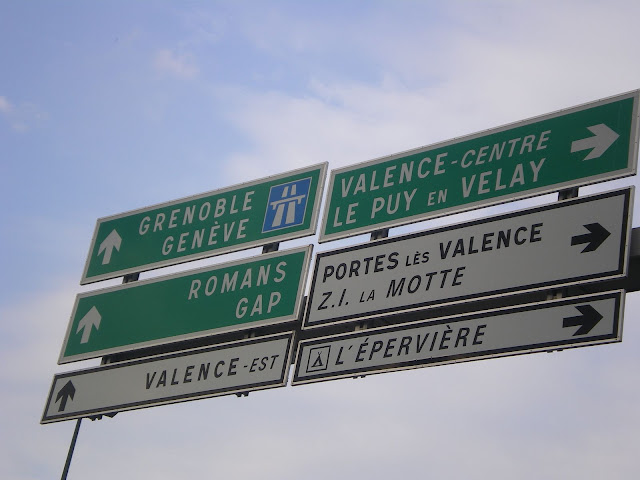 GRENOBLE
GENÈVE
ROMANS
GAP
VALENCE-EST
VALENCE-CENTRE
LE PUY EN VELAY
PORTES LÈS VALENCE
Z.I. LA MOTTE
L'ÉPERVIÈRE